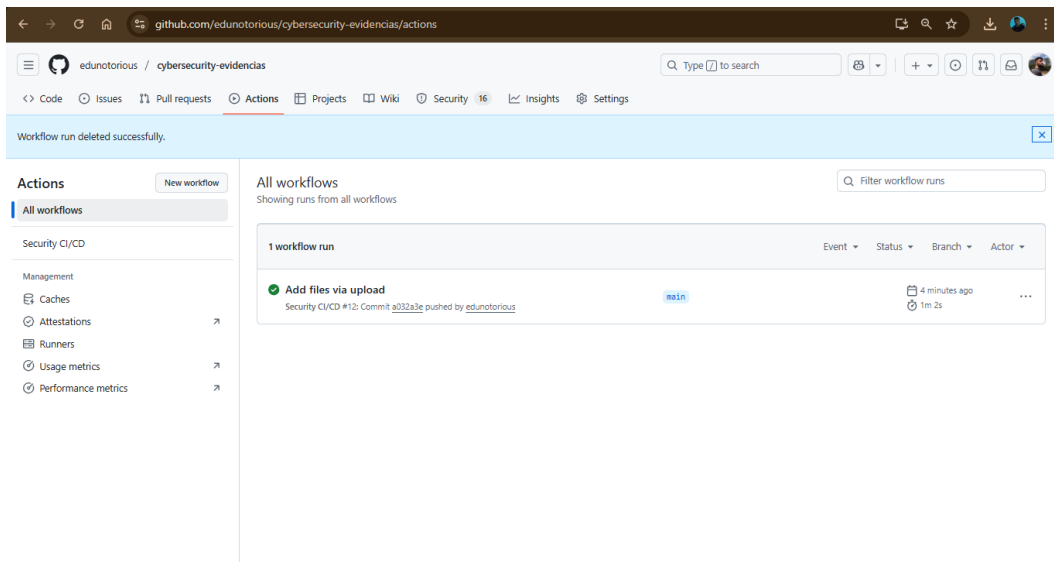 github.com/edunotorious/cybersecurity-evidencias/actions
edunotorious / cybersecurity-evidencias
Type / to search
Code Issues Pull requests Actions Projects Wiki Security 16 Insights Settings
Workflow run deleted successfully.
Actions
New workflow
All workflows
Security CI/CD
Management
Caches
Attestations
Runners
Usage metrics
Performance metrics
All workflows
Showing runs from all workflows
Filter workflow runs
1 workflow run
Event Status Branch Actor
Add files via upload
Security CI/CD #12: Commit a032a3e pushed by edunotorious
main
4 minutes ago
1m 2s